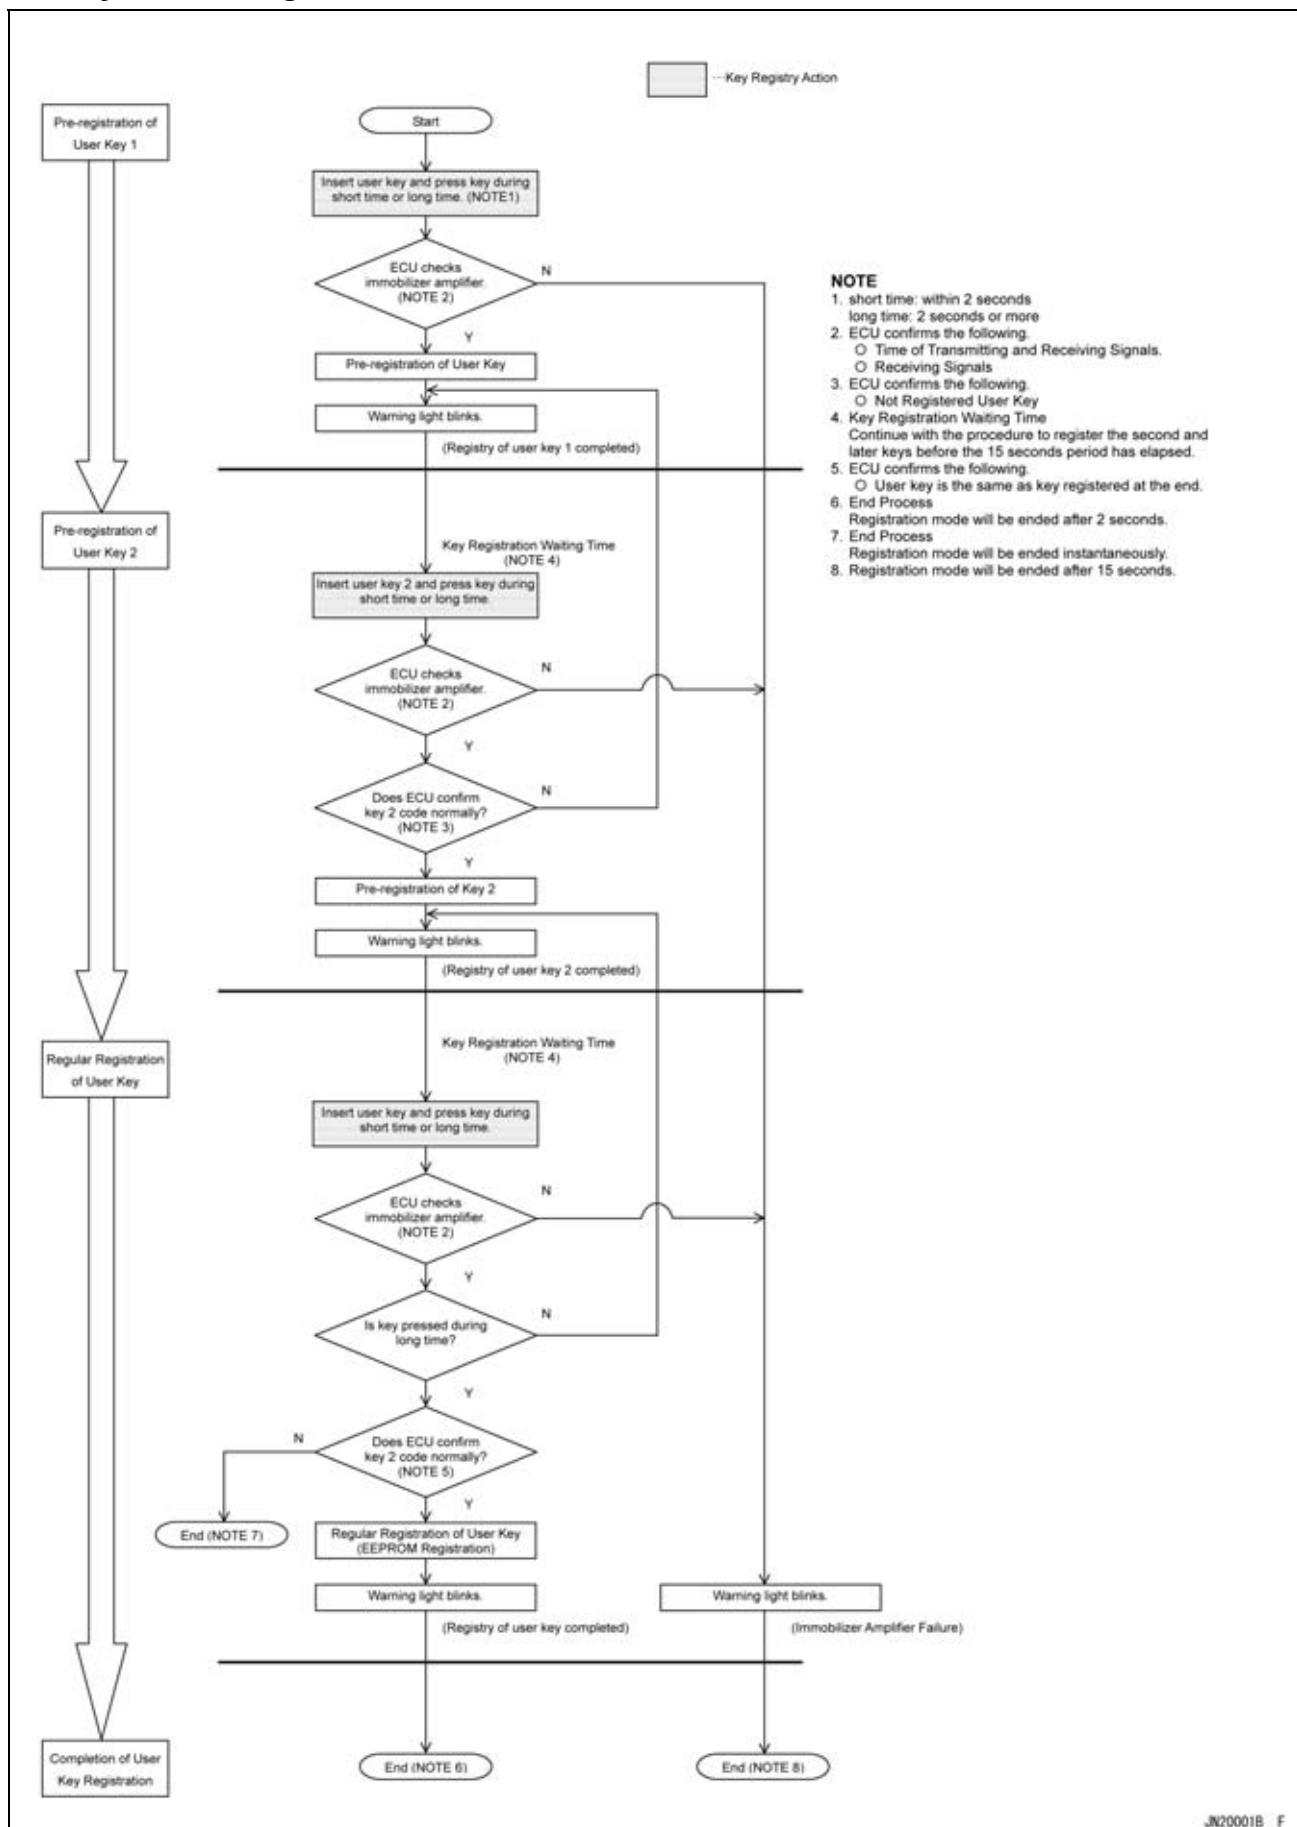 ···Key Registry Action
Pre-registration of
User Key 1
Start
Insert user key and press key during
short time or long time. (NOTE1)
ECU checks
immobilizer amplifier.
(NOTE 2)
N
Y
Pre-registration of User Key
Warning light blinks.
(Registry of user key 1 completed)
NOTE
1. short time: within 2 seconds
long time: 2 seconds or more
2. ECU confirms the following.
O Time of Transmitting and Receiving Signals.
O Receiving Signals
3. ECU confirms the following.
O Not Registered User Key
4. Key Registration Waiting Time
Continue with the procedure to register the second and
later keys before the 15 seconds period has elapsed.
5. ECU confirms the following.
O User key is the same as key registered at the end.
6. End Process
Registration mode will be ended after 2 seconds.
7. End Process
Registration mode will be ended instantaneously.
8. Registration mode will be ended after 15 seconds.
Pre-registration of
User Key 2
Key Registration Waiting Time
(NOTE 4)
Insert user key 2 and press key during
short time or long time.
ECU checks
immobilizer amplifier.
(NOTE 2)
N
Y
Does ECU confirm
key 2 code normally?
(NOTE 3)
N
Y
Pre-registration of Key 2
Warning light blinks.
(Registry of user key 2 completed)
Regular Registration
of User Key
Key Registration Waiting Time
(NOTE 4)
Insert user key and press key during
short time or long time.
ECU checks
immobilizer amplifier.
(NOTE 2)
N
Y
Is key pressed during
long time?
N
Y
Does ECU confirm
key 2 code normally?
(NOTE 5)
N
Y
End (NOTE 7)
Regular Registration of User Key
(EEPROM Registration)
Warning light blinks.
(Registry of user key completed)
Warning light blinks.
(Immobilizer Amplifier Failure)
Completion of User
Key Registration
End (NOTE 6)
End (NOTE 8)
JN20001B F